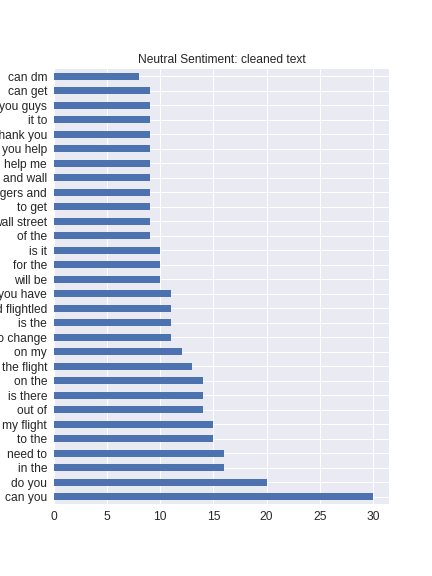 Neutral Sentiment: cleaned text
can dm
can get
you guys
it to
hank you
you help
help me
and wall
gers and
to get
all street
of the
is it
for the
will be
you have
d flightled
is the
o change
on my
the flight
on the
is there
out of
my flight
to the
need to
in the
do you
can you
0 5 10 15 20 25 30